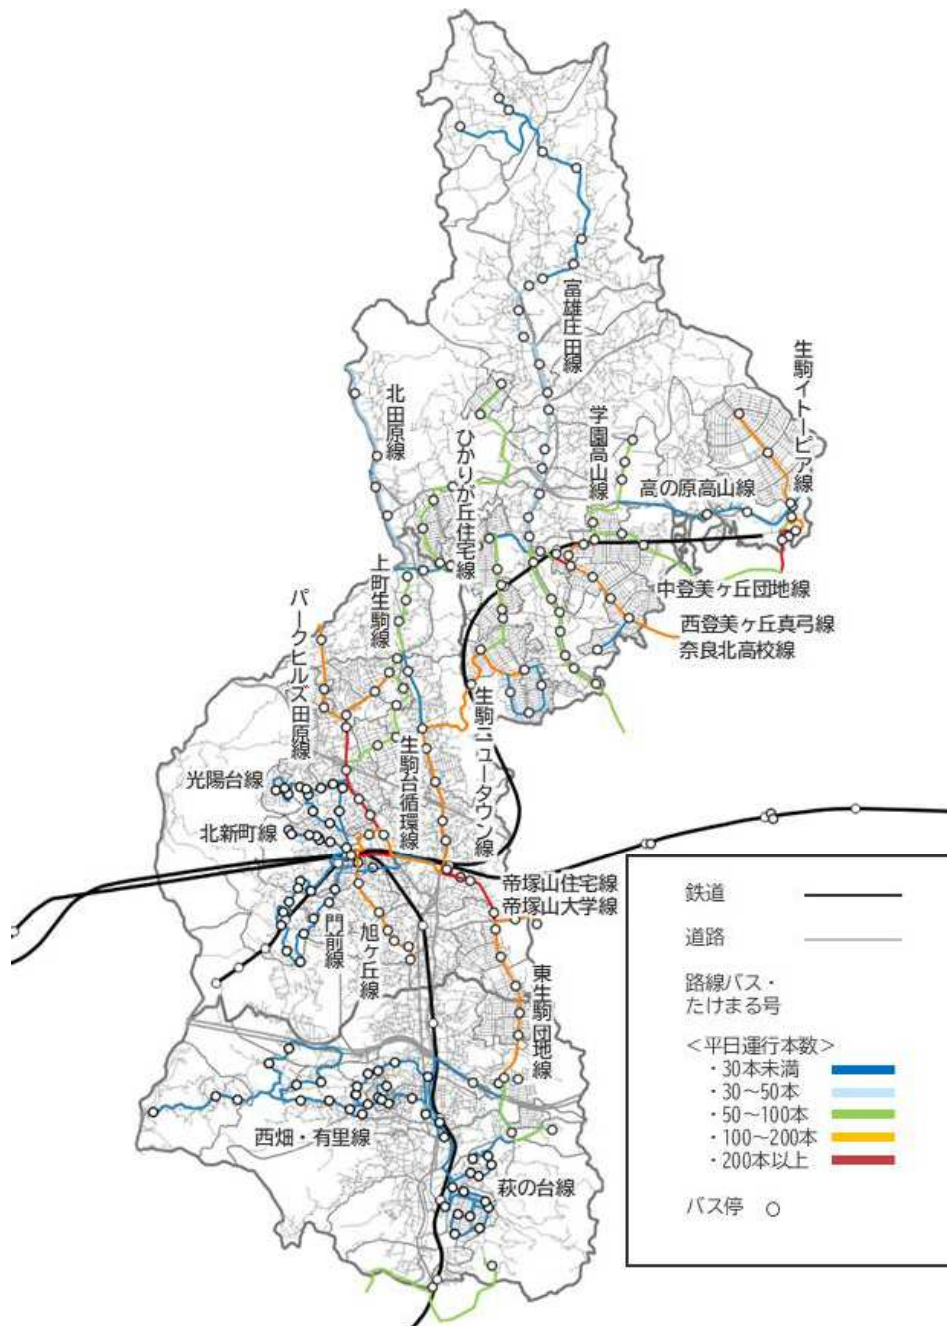 富雄庄田線
生駒イトーピア線
北田原線
ひかりが丘住宅線
学園高山線
高の原高山線
上町生駒線
中登美ヶ丘団地線
パークヒルズ田原線
西登美ヶ丘真弓線
奈良北高校線
生駒ニュータウン線
生駒台循環線
光陽台線
北新町線
帝塚山住宅線
帝塚山大学線
門前線
旭ヶ丘線
東生駒団地線
西畑・有里線
萩の台線
鉄道
道路
路線バス・
たけまる号
＜平日運行本数＞
・30本未満
・30～50本
・50～100本
・100～200本
・200本以上
バス停